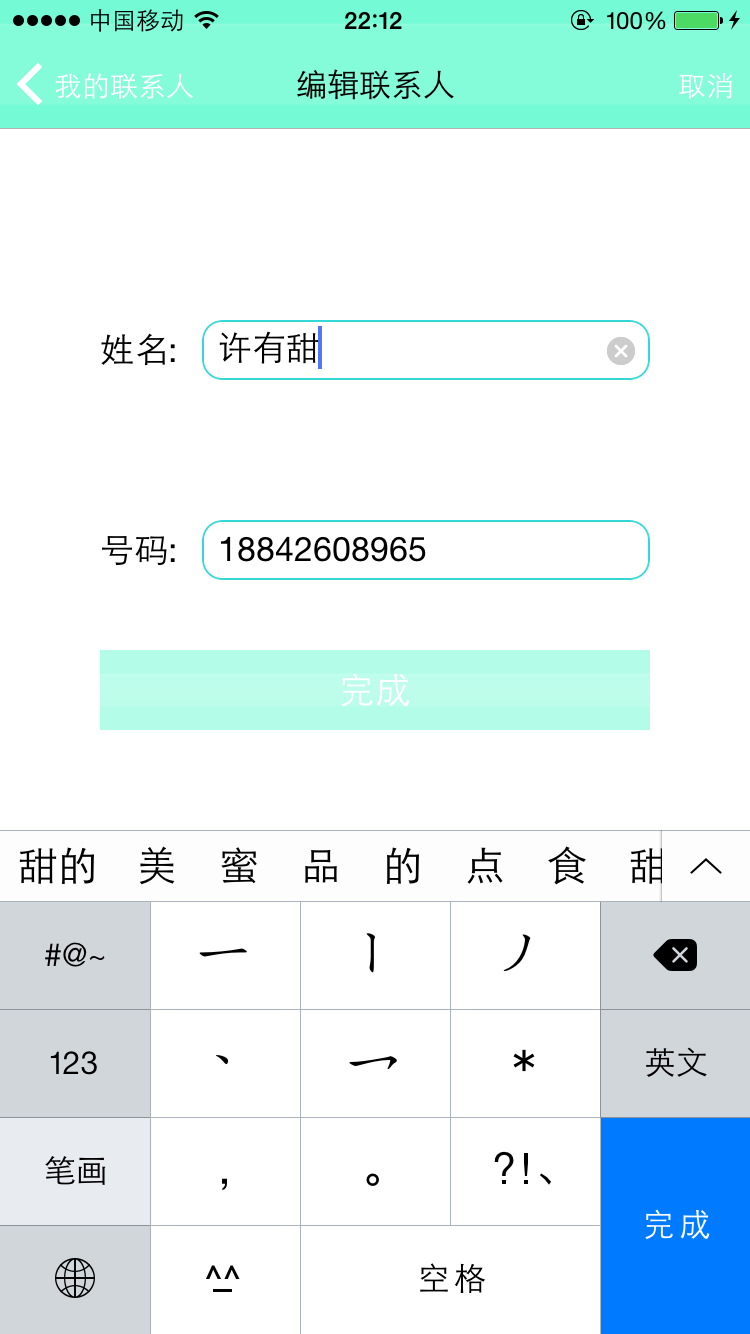 中国移动 22:12 100%
我的联系人 编辑联系人 取消
姓名: 许有甜
号码: 18842608965
完成
甜的 美 蜜 品 的 点 食 甜
#@~ 一 丨 丿
123 丶 乛 * 英文
笔画 , 。 ?!、
完成
^_^ 空格